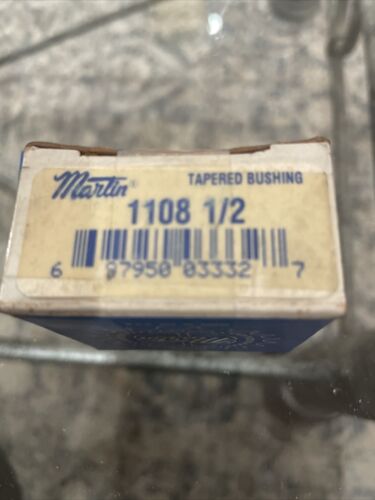 Martin® TAPERED BUSHING
1108 1/2
6 97950 03332 7